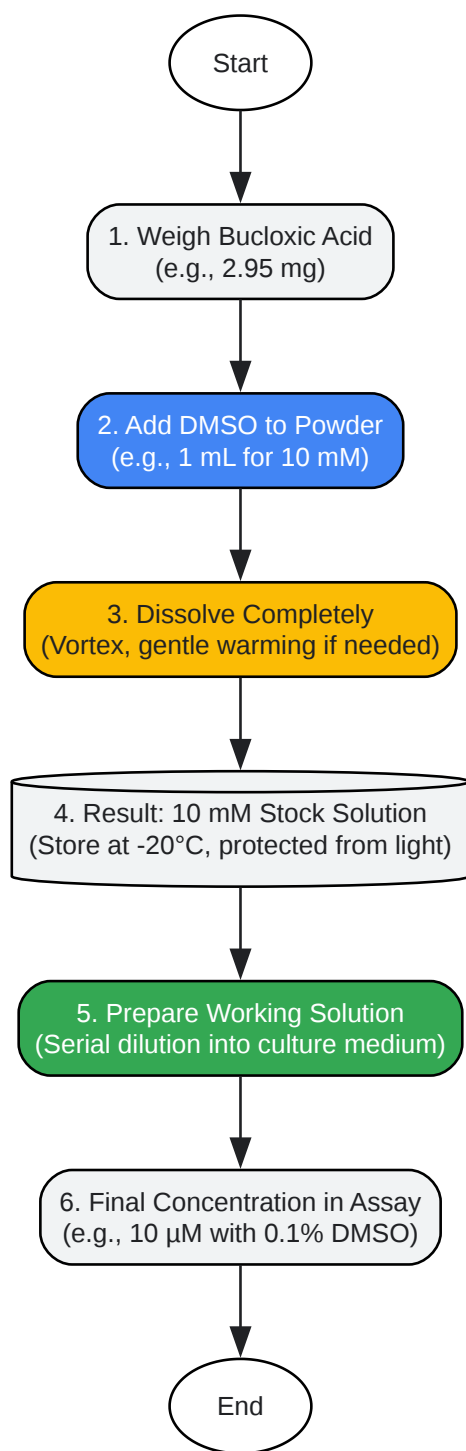 Start
1. Weigh Bucloxic Acid
(e.g., 2.95 mg)
2. Add DMSO to Powder
(e.g., 1 mL for 10 mM)
3. Dissolve Completely
(Vortex, gentle warming if needed)
4. Result: 10 mM Stock Solution
(Store at -20°C, protected from light)
5. Prepare Working Solution
(Serial dilution into culture medium)
6. Final Concentration in Assay
(e.g., 10 µM with 0.1% DMSO)
End